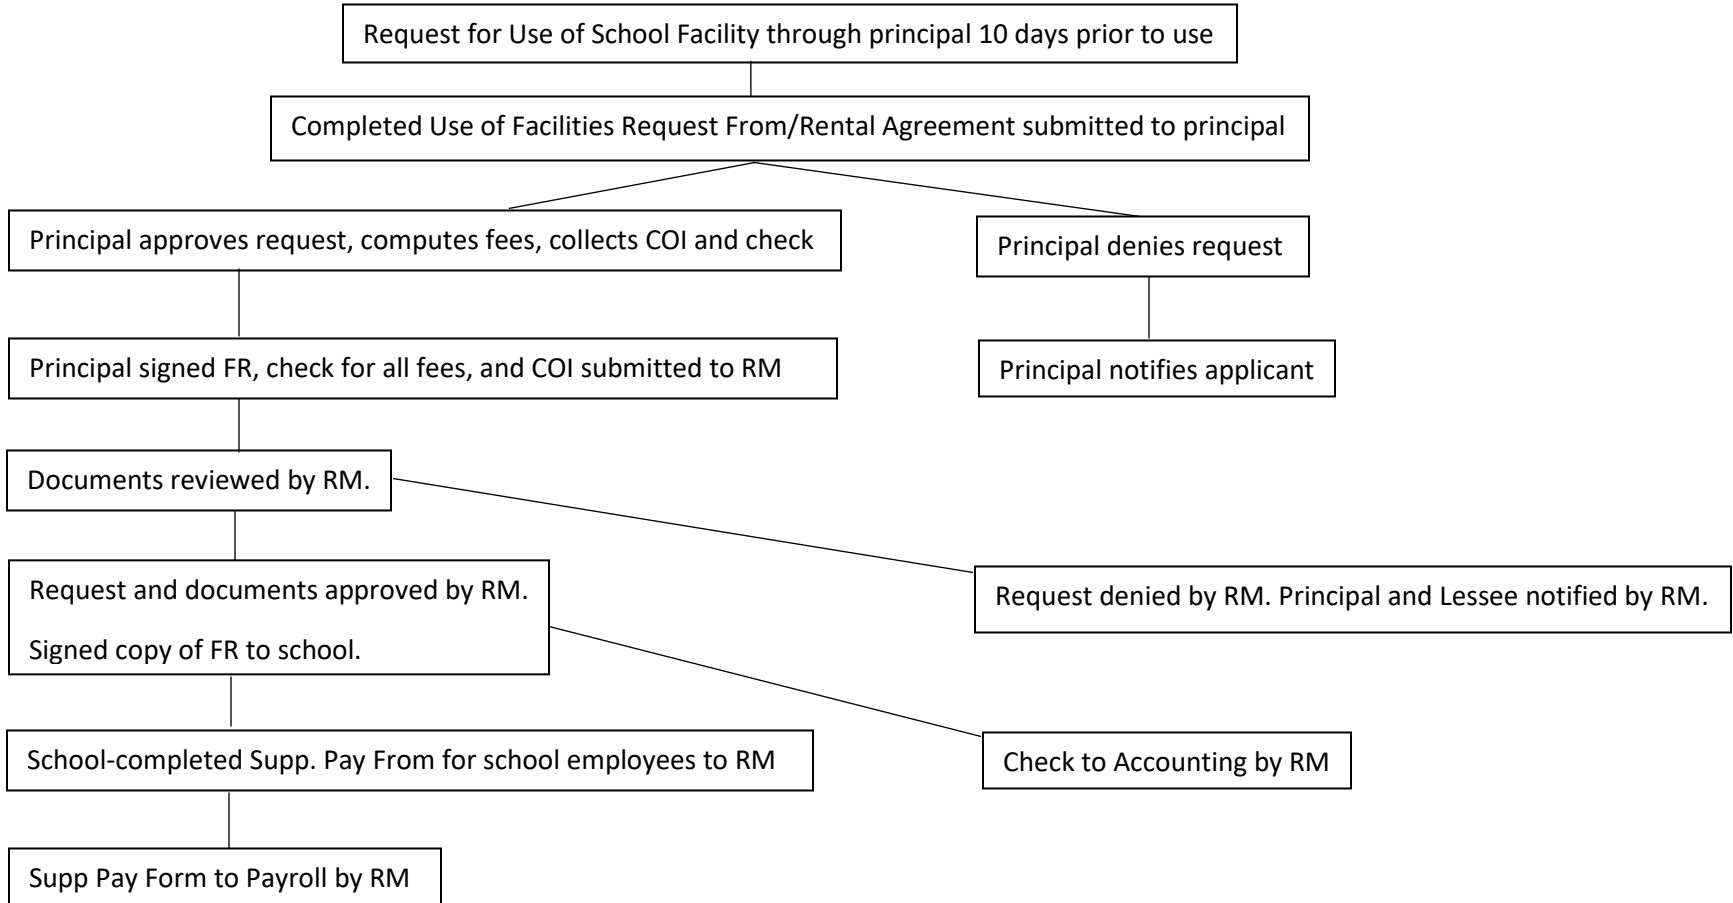 Request for Use of School Facility through principal 10 days prior to use
Completed Use of Facilities Request From/Rental Agreement submitted to principal
Principal approves request, computes fees, collects COI and check
Principal denies request
Principal signed FR, check for all fees, and COI submitted to RM
Principal notifies applicant
Documents reviewed by RM.
Request and documents approved by RM.
Signed copy of FR to school.
Request denied by RM. Principal and Lessee notified by RM.
School-completed Supp. Pay From for school employees to RM
Check to Accounting by RM
Supp Pay Form to Payroll by RM